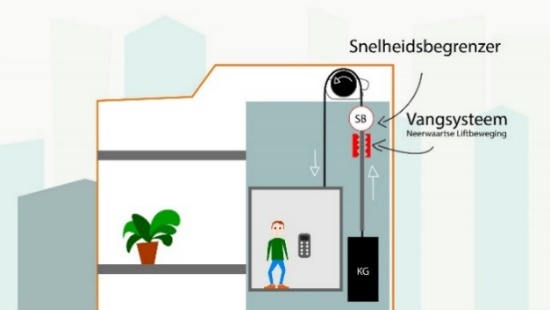 Snelheidsbegrenzer
SB
Vangsysteem
Neerwaartse Liftbeweging
KG